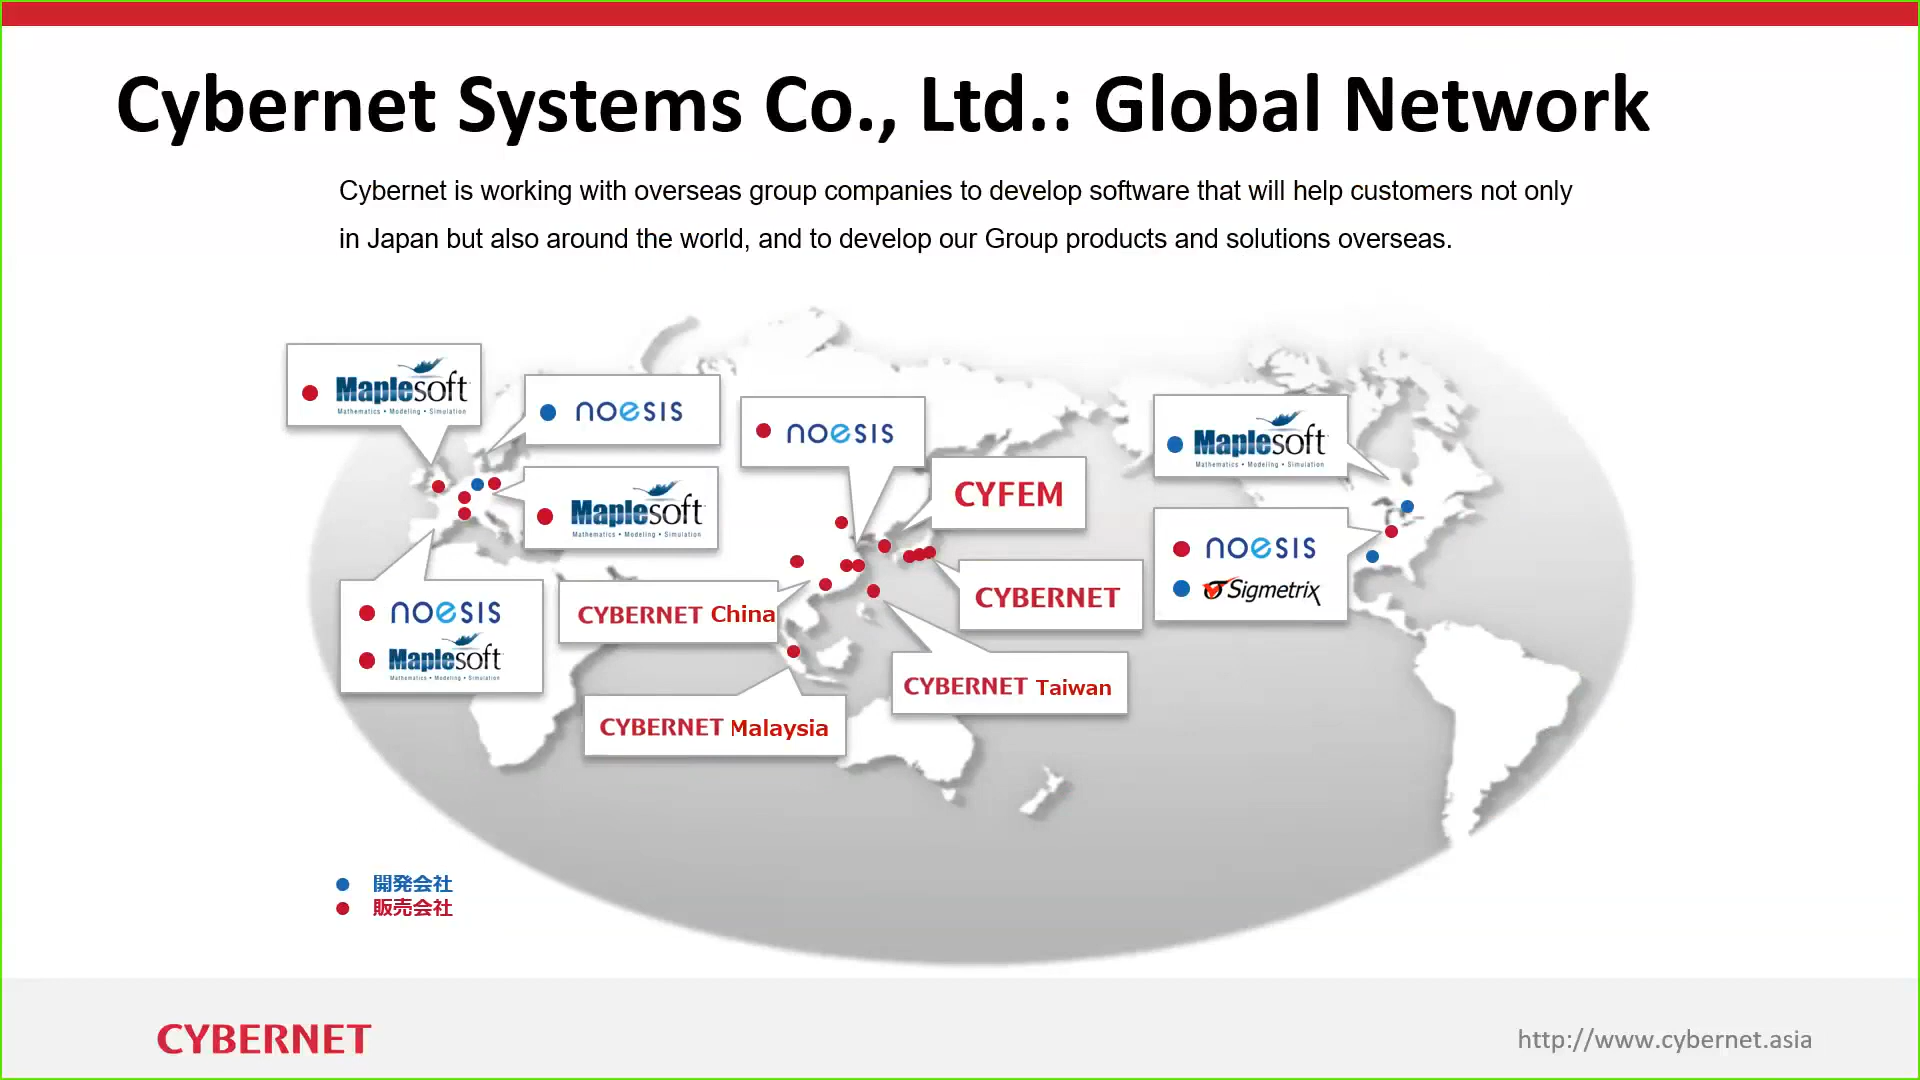 Cybernet Systems Co., Ltd.: Global Network
Cybernet is working with overseas group companies to develop software that will help customers not only
in Japan but also around the world, and to develop our Group products and solutions overseas.
Maplesoft
Mathematics • Modeling • Simulation
noesis
noesis
Maplesoft
Mathematics • Modeling • Simulation
CYFEM
Maplesoft
Mathematics • Modeling • Simulation
noesis
Sigmetrix
noesis
Maplesoft
Mathematics • Modeling • Simulation
CYBERNET China
CYBERNET
CYBERNET Taiwan
CYBERNET Malaysia
開発会社
販売会社
CYBERNET
http://www.cybernet.asia